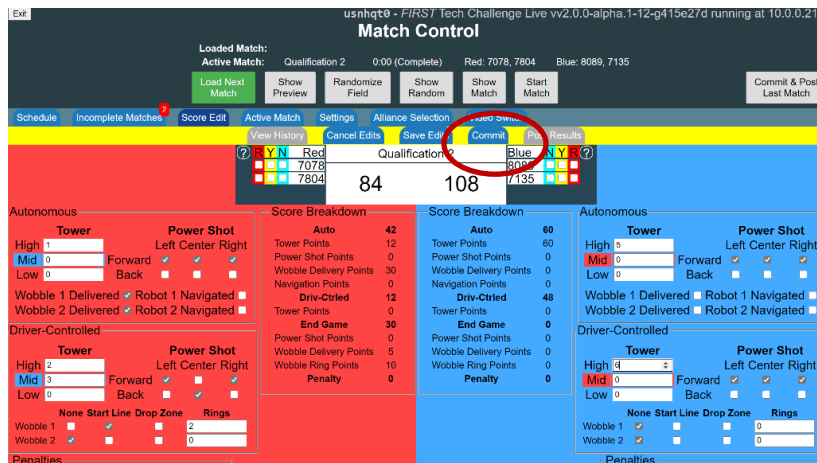 Exit
usnhqt0 - FIRST Tech Challenge Live vv2.0.0-alpha.1-12-g415e27d running at 10.0.0.21
Match Control
Loaded Match:
Active Match: Qualification 2 0:00 (Complete) Red: 7078, 7804 Blue: 8089, 7135
Load Next Match
Show Preview
Randomize Field
Show Random
Show Match
Start Match
Commit & Post Last Match
Schedule Incomplete Matches 2 Score Edit Active Match Settings Alliance Selection Video Switch
View History Cancel Edits Save Edits Commit Post Results
? R Y N Red Qualification 2 Blue N Y R ?
7078 8089
7804 84 108 7135
Autonomous
Tower Power Shot
High 1 Left Center Right
Mid 0 Forward
Low 0 Back
Wobble 1 Delivered Robot 1 Navigated
Wobble 2 Delivered Robot 2 Navigated
Driver-Controlled
Tower Power Shot
High 2 Left Center Right
Mid 3 Forward
Low 0 Back
None Start Line Drop Zone Rings
Wobble 1 2
Wobble 2 0
Penalties
Score Breakdown
Auto 42
Tower Points 12
Power Shot Points 0
Wobble Delivery Points 30
Navigation Points 0
Driv-Ctrled 12
Tower Points 0
End Game 30
Power Shot Points 0
Wobble Delivery Points 5
Wobble Ring Points 10
Penalty 0
Score Breakdown
Auto 60
Tower Points 60
Power Shot Points 0
Wobble Delivery Points 0
Navigation Points 0
Driv-Ctrled 48
Tower Points 0
End Game 0
Power Shot Points 0
Wobble Delivery Points 0
Wobble Ring Points 0
Penalty 0
Autonomous
Tower Power Shot
High 5 Left Center Right
Mid 0 Forward
Low 0 Back
Wobble 1 Delivered Robot 1 Navigated
Wobble 2 Delivered Robot 2 Navigated
Driver-Controlled
Tower Power Shot
High 6 Left Center Right
Mid 0 Forward
Low 0 Back
None Start Line Drop Zone Rings
Wobble 1 0
Wobble 2 0
Penalties